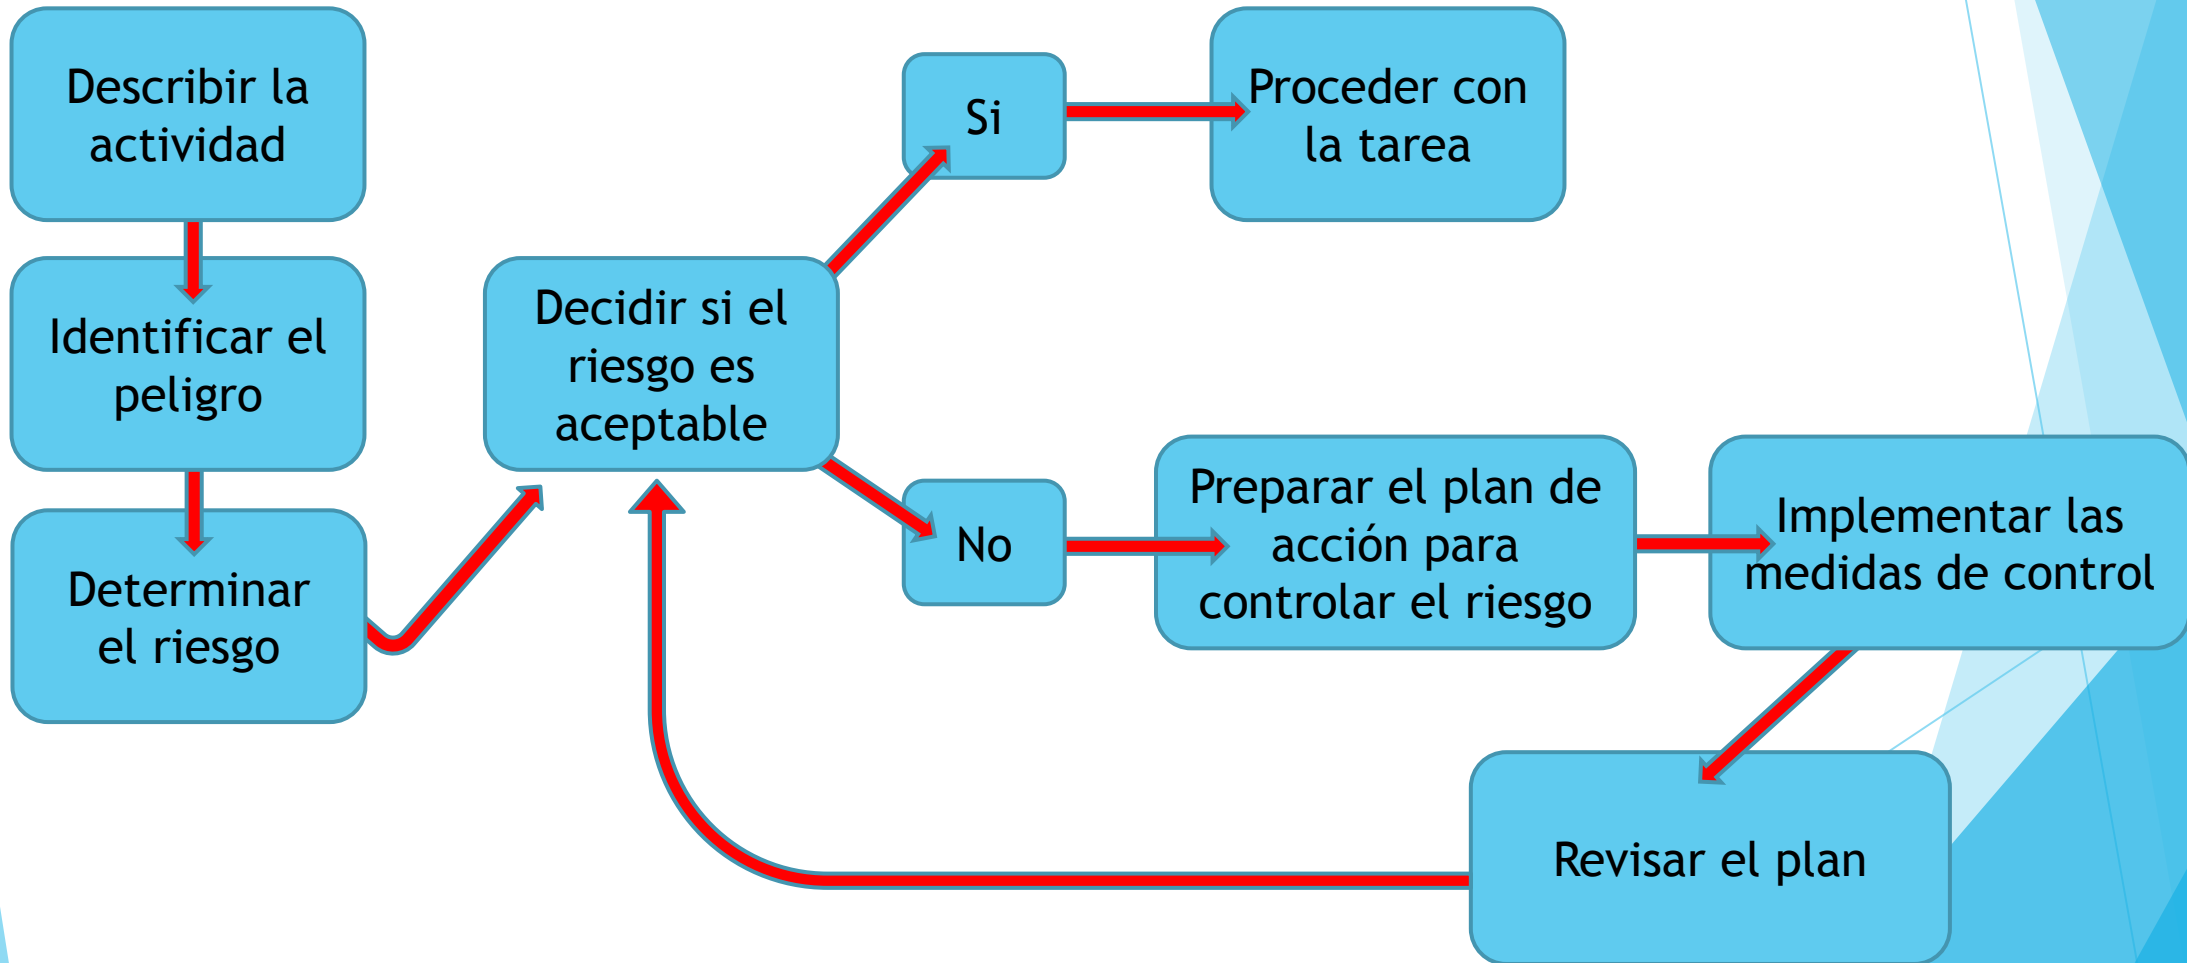 Describir la
actividad
Identificar el
peligro
Determinar
el riesgo
Decidir si el
riesgo es
aceptable
Si
Proceder con
la tarea
No
Preparar el plan de
acción para
controlar el riesgo
Implementar las
medidas de control
Revisar el plan